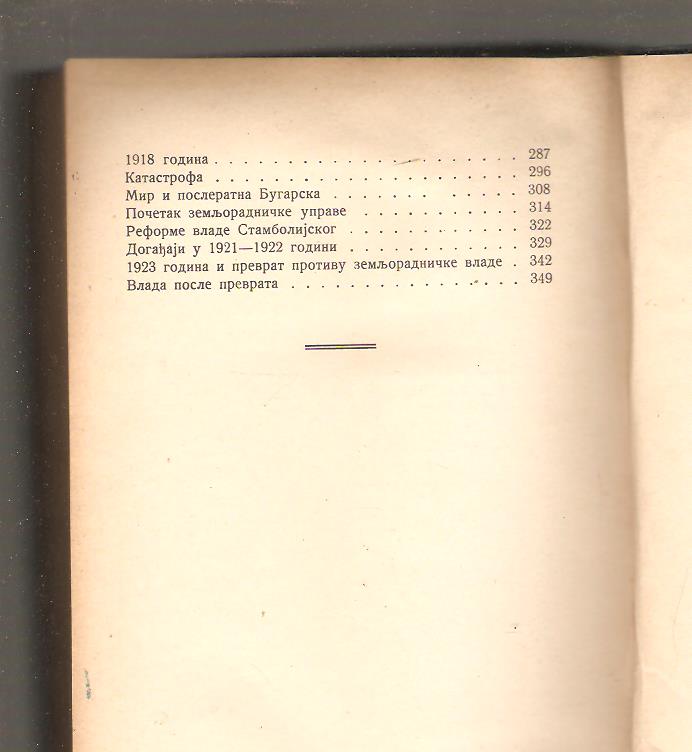 1918 година . . . . . . . . . . . . . . . . . . . . 287
Катастрофа . . . . . . . . . . . . . . . . . . . . 296
Мир и послератна Бугарска . . . . . . . . . . . . . 308
Почетак земљорадничке управе . . . . . . . . . . . 314
Реформе владе Стамболијског . . . . . . . . . . . . 322
Догађаји у 1921—1922 години . . . . . . . . . . . . 329
1923 година и преврат противу земљорадничке владе . 342
Влада после преврата . . . . . . . . . . . . . . . 349